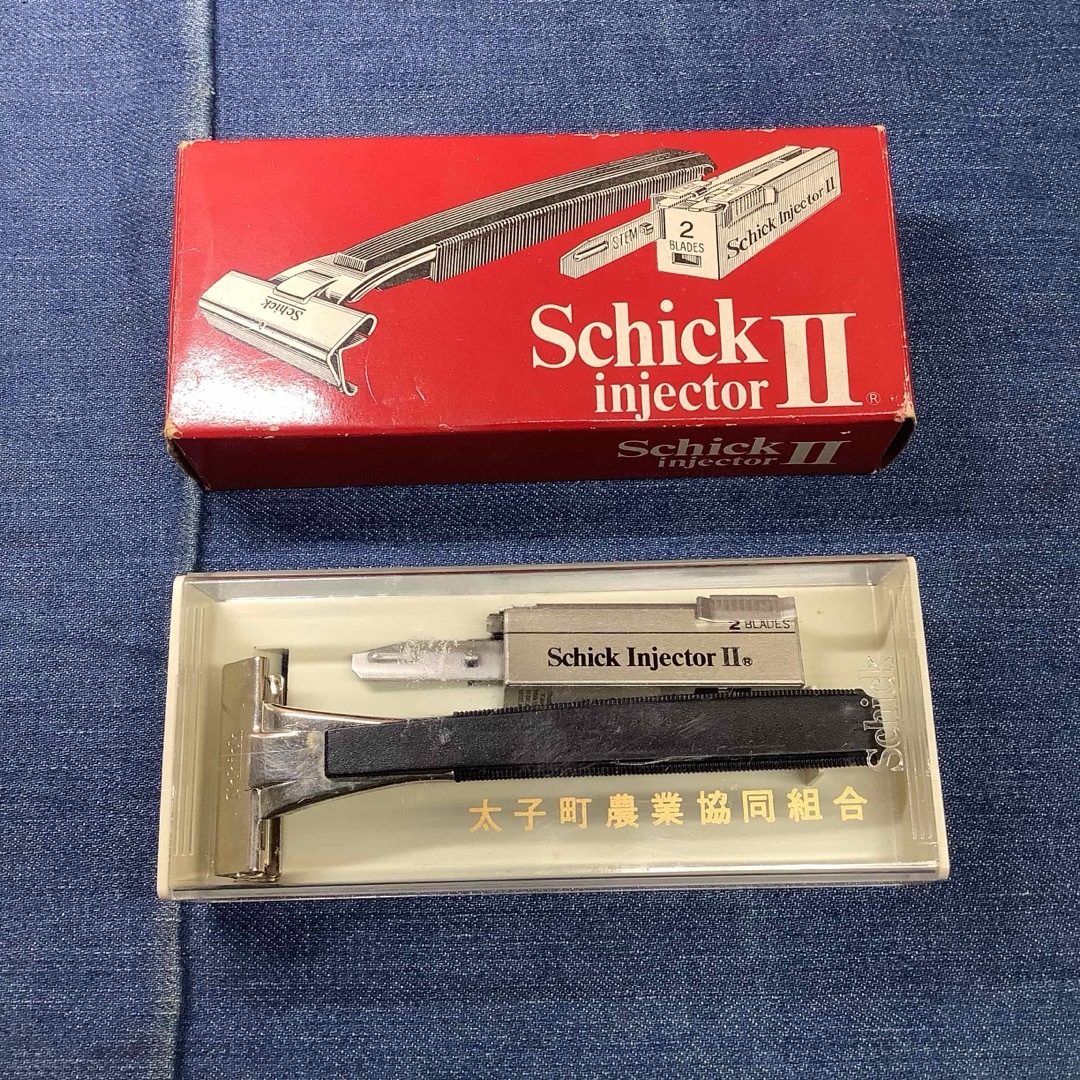 Schick
STEM
2
BLADES
Schick Injector II
Schick II
injector ®
Schick II
injector
2 BLADES
Schick Injector II®
Schick
Schick
太子町農業協同組合